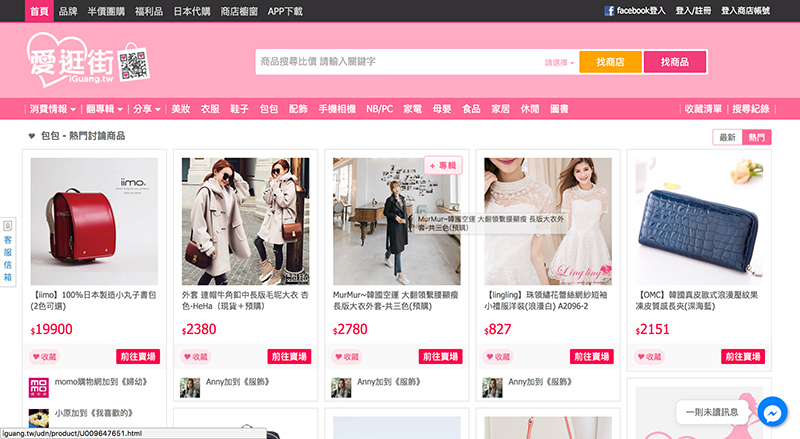 首頁 品牌 半價團購 福利品 日本代購 商店櫥窗 APP下載 facebook登入 登入/註冊 登入商店帳號
愛逛街
iGuang.tw
商品搜尋比價 請輸入關鍵字 請選擇 找商店 找商品
消費情報 翻專輯 分享 美妝 衣服 鞋子 包包 配飾 手機相機 NB/PC 家電 母嬰 食品 家居 休閒 圖書 收藏清單 搜尋紀錄
包包 - 熱門討論商品 最新 熱門
iimo
+ 專輯
MurMur~韓國空運 大翻領繫腰顯瘦 長版大衣外套-共三色(預購)
Ling ling
客服信箱
【iimo】100%日本製造小丸子書包(2色可選)
$19900
收藏 前往賣場
momo購物網加到《婦幼》
小原加到《我喜歡的》
外套 連帽牛角釦中長版毛呢大衣 杏色-HeHa（現貨＋預購）
$2380
收藏 前往賣場
Anny加到《服飾》
MurMur~韓國空運 大翻領繫腰顯瘦 長版大衣外套-共三色(預購)
$2780
收藏 前往賣場
Anny加到《服飾》
【lingling】珠領繡花蕾絲網紗短袖小禮服洋裝(浪漫白) A2096-2
$827
收藏 前往賣場
Anny加到《服飾》
【OMC】韓國真皮歐式浪漫壓紋果凍皮質感長夾(深海藍)
$2151
收藏 前往賣場
一則未讀訊息
iguang.tw/udn/product/U009647651.html